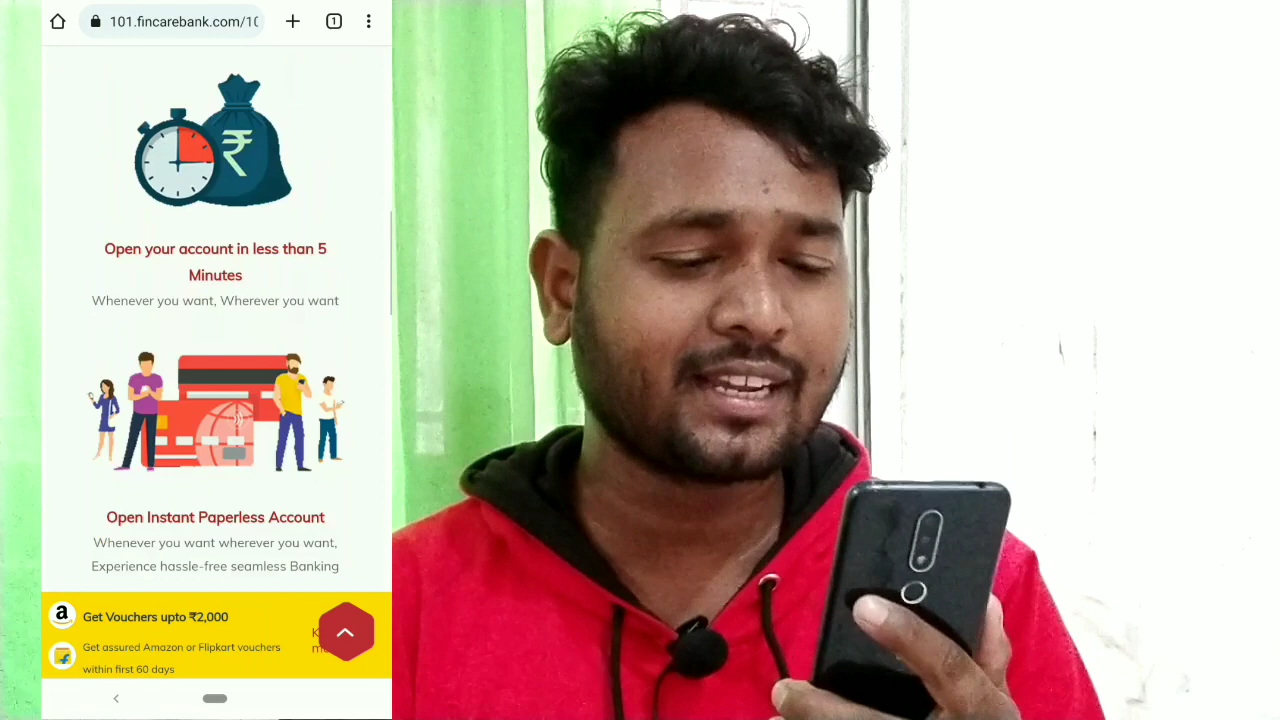 101.fincarebank.com/10
1
Open your account in less than 5
Minutes
Whenever you want, Wherever you want
Open Instant Paperless Account
Whenever you want wherever you want,
Experience hassle-free seamless Banking
Get Vouchers upto ₹2,000
Get assured Amazon or Flipkart vouchers
within first 60 days